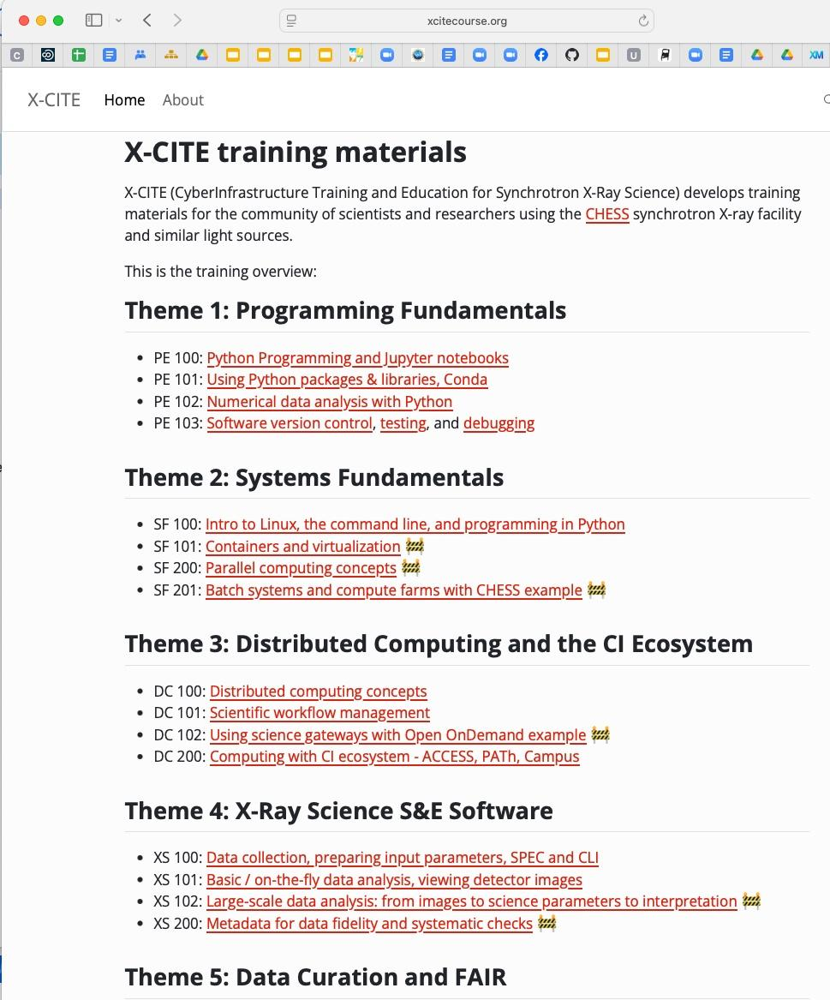 xcitecourse.org
C
U
XM
X-CITE Home About
X-CITE training materials
X-CITE (CyberInfrastructure Training and Education for Synchrotron X-Ray Science) develops training
materials for the community of scientists and researchers using the CHESS synchrotron X-ray facility
and similar light sources.
This is the training overview:
Theme 1: Programming Fundamentals
• PE 100: Python Programming and Jupyter notebooks
• PE 101: Using Python packages & libraries, Conda
• PE 102: Numerical data analysis with Python
• PE 103: Software version control, testing, and debugging
Theme 2: Systems Fundamentals
• SF 100: Intro to Linux, the command line, and programming in Python
• SF 101: Containers and virtualization 🚧
• SF 200: Parallel computing concepts 🚧
• SF 201: Batch systems and compute farms with CHESS example 🚧
Theme 3: Distributed Computing and the CI Ecosystem
• DC 100: Distributed computing concepts
• DC 101: Scientific workflow management
• DC 102: Using science gateways with Open OnDemand example 🚧
• DC 200: Computing with CI ecosystem - ACCESS, PATh, Campus
Theme 4: X-Ray Science S&E Software
• XS 100: Data collection, preparing input parameters, SPEC and CLI
• XS 101: Basic / on-the-fly data analysis, viewing detector images
• XS 102: Large-scale data analysis: from images to science parameters to interpretation 🚧
• XS 200: Metadata for data fidelity and systematic checks 🚧
Theme 5: Data Curation and FAIR